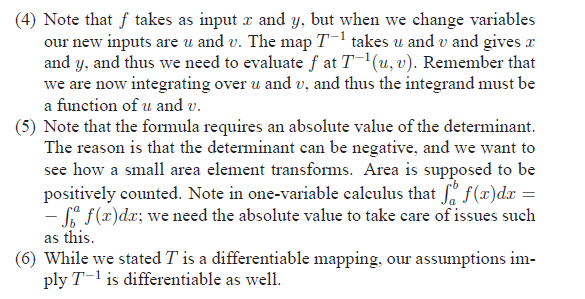 (4) Note that f takes as input x and y, but when we change variables
our new inputs are u and v. The map T⁻¹ takes u and v and gives x
and y, and thus we need to evaluate f at T⁻¹(u, v). Remember that
we are now integrating over u and v, and thus the integrand must be
a function of u and v.
(5) Note that the formula requires an absolute value of the determinant.
The reason is that the determinant can be negative, and we want to
see how a small area element transforms. Area is supposed to be
positively counted. Note in one-variable calculus that ∫_a^b f(x)dx =
− ∫_b^a f(x)dx; we need the absolute value to take care of issues such
as this.
(6) While we stated T is a differentiable mapping, our assumptions im-
ply T⁻¹ is differentiable as well.